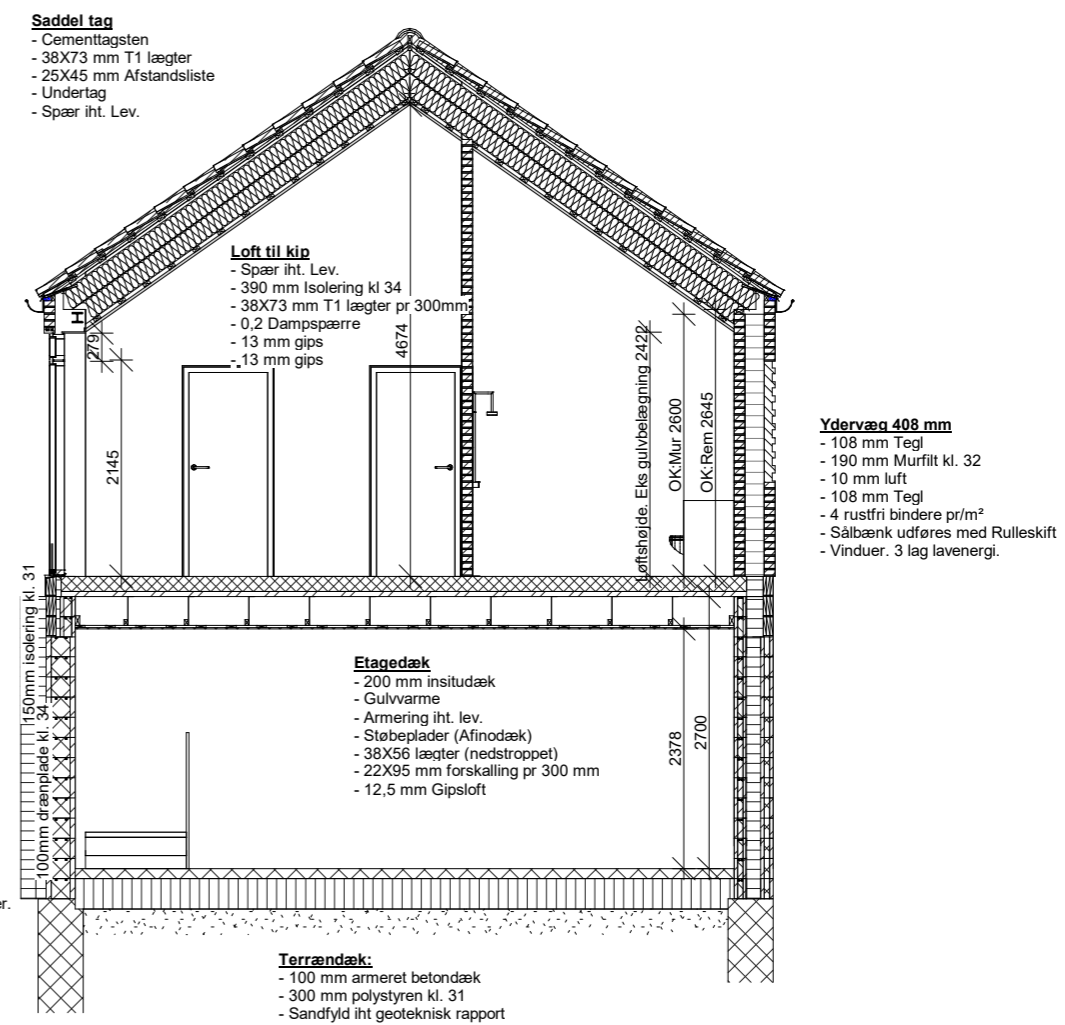 Saddel tag
- Cementtagsten
- 38X73 mm T1 lægter
- 25X45 mm Afstandsliste
- Undertag
- Spær iht. Lev.
Loft til kip
- Spær iht. Lev.
- 390 mm Isolering kl 34
- 38X73 mm T1 lægter pr 300mm
- 0,2 Dampspærre
- 13 mm gips
- 13 mm gips
279
2145
4674
Loftshøjde. Eks gulvbelægning 2422
OK:Mur 2600
OK:Rem 2645
Ydervæg 408 mm
- 108 mm Tegl
- 190 mm Murfilt kl. 32
- 10 mm luft
- 108 mm Tegl
- 4 rustfri bindere pr/m²
- Sålbænk udføres med Rulleskift
- Vinduer. 3 lag lavenergi.
150mm isolering kl. 31
100mm drænplade kl. 34
Etagedæk
- 200 mm insitudæk
- Gulvvarme
- Armering iht. lev.
- Støbeplader (Afinodæk)
- 38X56 lægter (nedstroppet)
- 22X95 mm forskalling pr 300 mm
- 12,5 mm Gipsloft
2378
2700
er.
Terrændæk:
- 100 mm armeret betondæk
- 300 mm polystyren kl. 31
- Sandfyld iht geoteknisk rapport